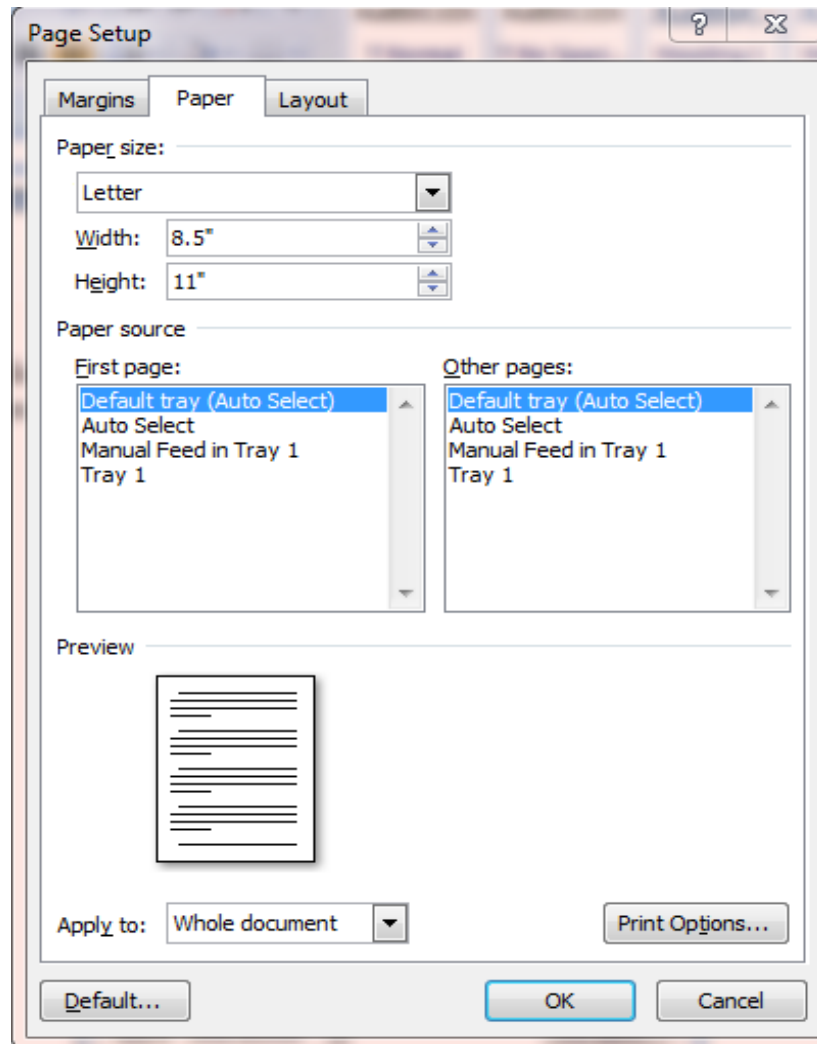 Page Setup
Margins Paper Layout
Paper size:
Letter
Width: 8.5"
Height: 11"
Paper source
First page: Other pages:
Default tray (Auto Select) Default tray (Auto Select)
Auto Select Auto Select
Manual Feed in Tray 1 Manual Feed in Tray 1
Tray 1 Tray 1
Preview
Apply to: Whole document Print Options...
Default... OK Cancel